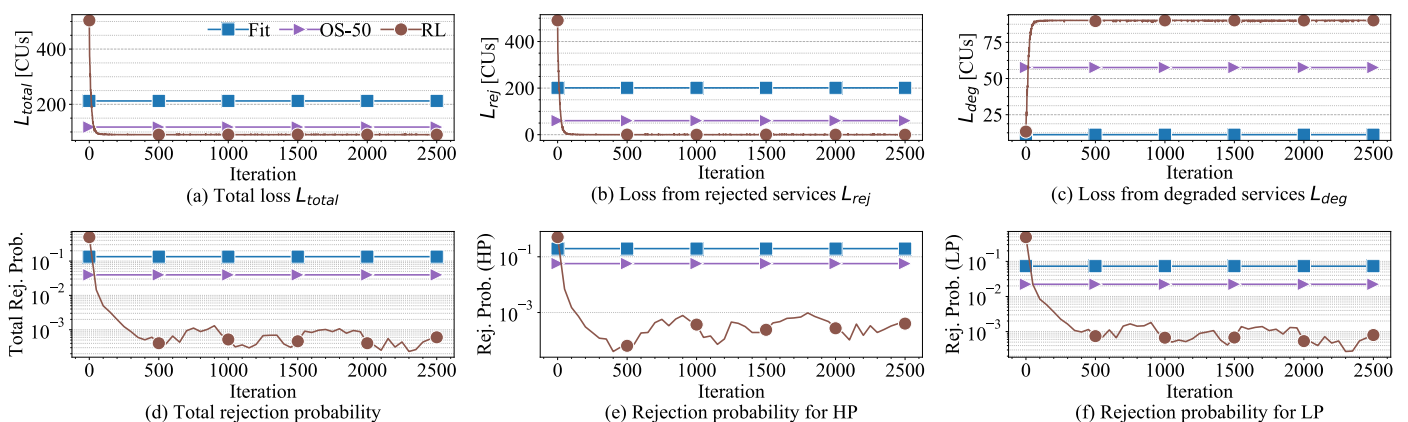 Fit OS-50 RL
L_total [CUs]
400
200
0 500 1000 1500 2000 2500
Iteration
(a) Total loss L_total
L_rej [CUs]
400
200
0
0 500 1000 1500 2000 2500
Iteration
(b) Loss from rejected services L_rej
L_deg [CUs]
75
50
25
0 500 1000 1500 2000 2500
Iteration
(c) Loss from degraded services L_deg
Total Rej. Prob.
10⁻¹
10⁻²
10⁻³
0 500 1000 1500 2000 2500
Iteration
(d) Total rejection probability
Rej. Prob. (HP)
10⁻¹
10⁻³
0 500 1000 1500 2000 2500
Iteration
(e) Rejection probability for HP
Rej. Prob. (LP)
10⁻¹
10⁻²
10⁻³
0 500 1000 1500 2000 2500
Iteration
(f) Rejection probability for LP